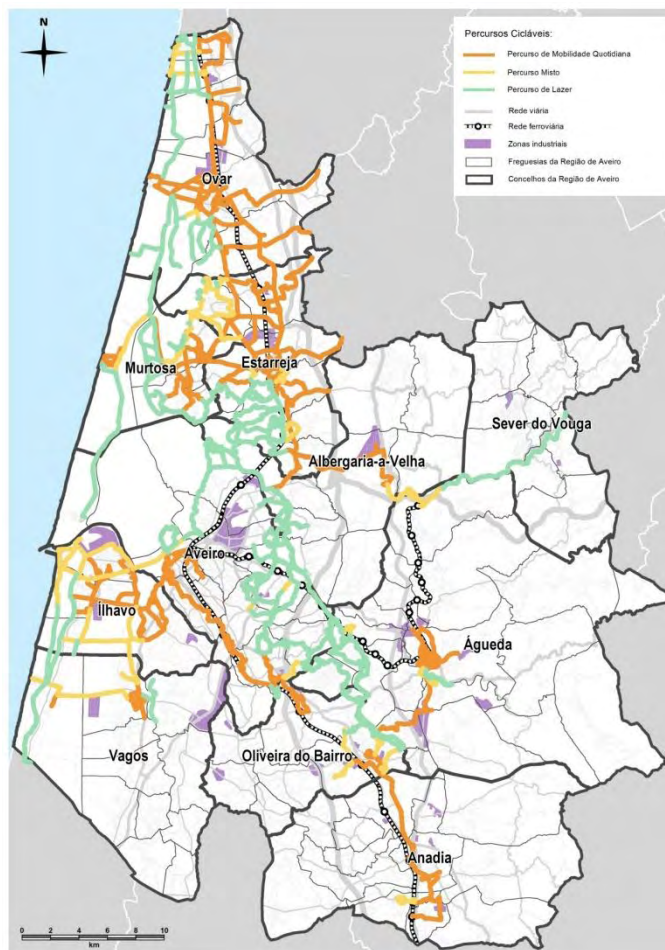 N
Percursos Cicláveis:
Percurso de Mobilidade Quotidiana
Percurso Misto
Percurso de Lazer
Rede viária
Rede ferroviária
Zonas industriais
Freguesias da Região de Aveiro
Concelhos da Região de Aveiro
Ovar
Murtosa
Estarreja
Sever do Vouga
Albergaria-a-Velha
Aveiro
Ílhavo
Águeda
Vagos
Oliveira do Bairro
Anadia
0 2 4 6 8 10
km